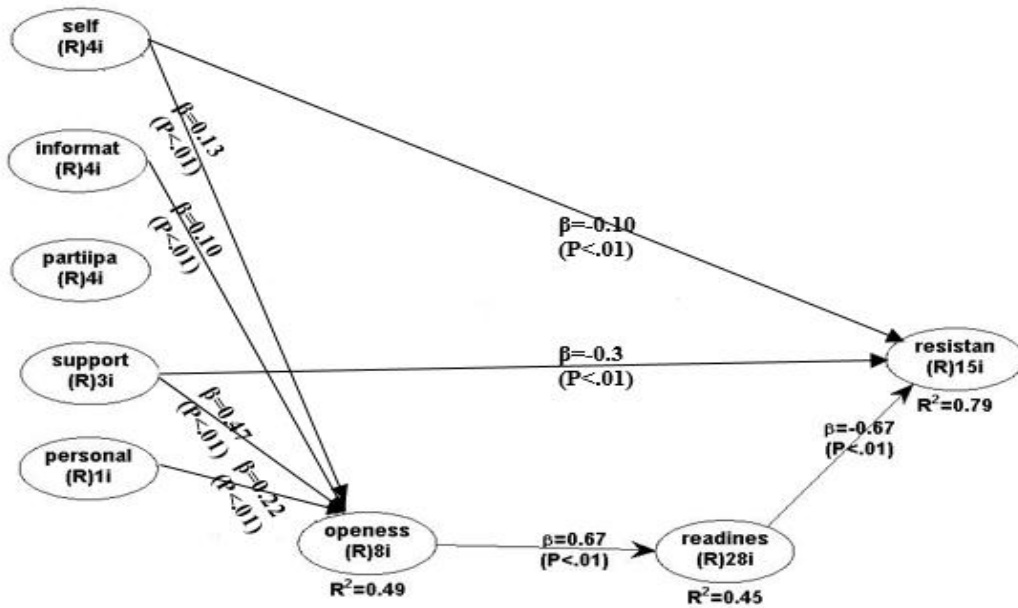 self
(R)4i
β=0.13
(P<.01)
informat
(R)4i
β=0.10
(P<.01)
β=-0.10
(P<.01)
partiipa
(R)4i
support
(R)3i
β=-0.3
(P<.01)
resistan
(R)15i
R²=0.79
β=0.47
(P<.01)
β=-0.67
(P<.01)
personal
(R)1i
β=0.22
(P<.01)
openess
(R)8i
R²=0.49
β=0.67
(P<.01)
readines
(R)28i
R²=0.45